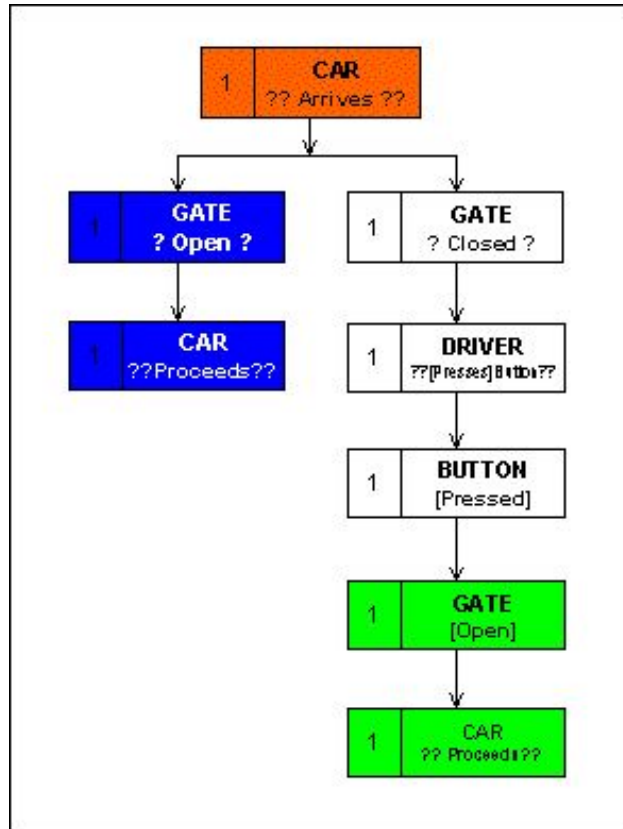 1
CAR
?? Arrives ??
1
GATE
? Open ?
1
GATE
? Closed ?
1
CAR
??Proceeds??
1
DRIVER
??[Presses]Button??
1
BUTTON
[Pressed]
1
GATE
[Open]
1
CAR
?? Proceeds??